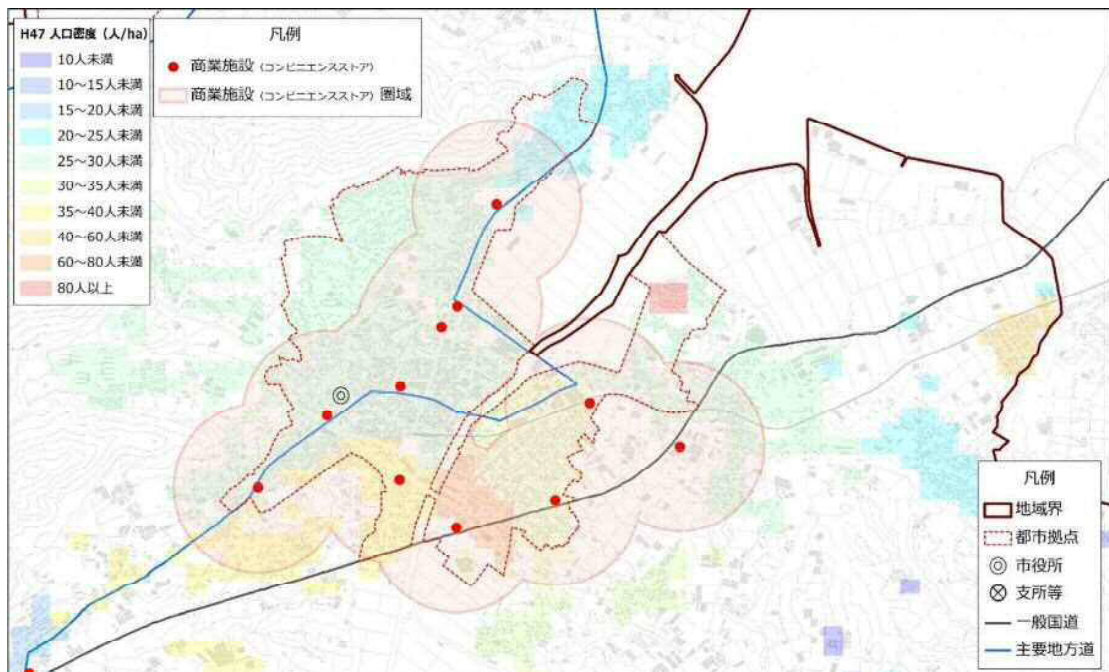 H47 人口密度（人/ha）
10人未満
10～15人未満
15～20人未満
20～25人未満
25～30人未満
30～35人未満
35～40人未満
40～60人未満
60～80人未満
80人以上
凡例
商業施設（コンビニエンスストア）
商業施設（コンビニエンスストア）圏域
凡例
地域界
都市拠点
市役所
支所等
一般国道
主要地方道